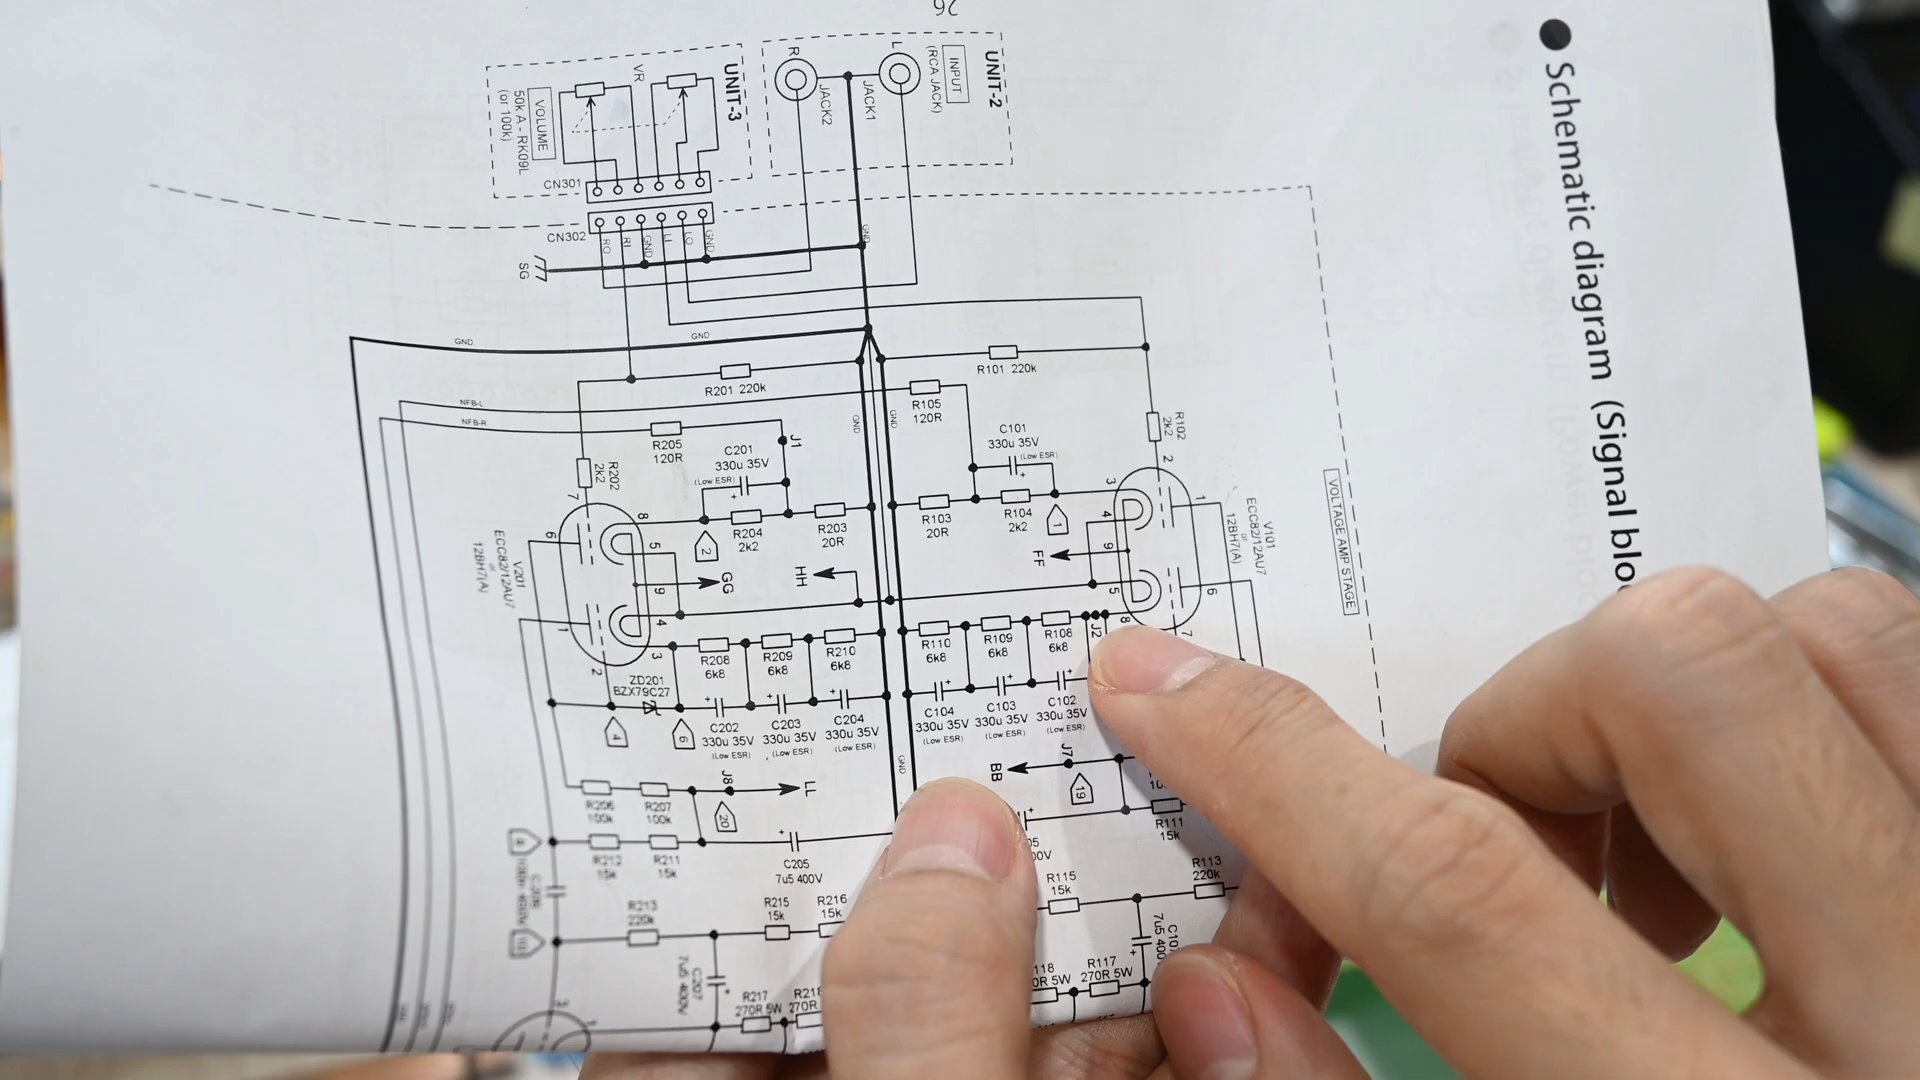 26
● Schematic diagram (Signal blo
UNIT-3
VR
VOLUME
50k A - RK09L
(or 100k)
CN301
CN302
RO
RI
GND
LI
LO
GND
SG
UNIT-2
INPUT
(RCA JACK)
L
R
JACK1
JACK2
GND
GND
GND
R201 220k
R101 220k
NFB-L
NFB-R
R105
120R
R205
120R
J1
GND
GND
C201
330u 35V
(Low ESR)
+
C101
330u 35V
(Low ESR)
+
R102
2k2
R202
2k2
R204
2k2
R203
20R
R103
20R
R104
2k2
2
1
7
8
6
5
9
4
1
3
2
V201
ECC82/12AU7
or
12BH7(A)
2
3
1
4
9
5
6
8
7
V101
ECC82/12AU7
or
12BH7(A)
VOLTAGE AMP STAGE
GG
HH
FF
R208
6k8
R209
6k8
R210
6k8
R110
6k8
R109
6k8
R108
6k8
J2
ZD201
BZX79C27
4
6
C202
330u 35V
(Low ESR)
C203
330u 35V
(Low ESR)
C204
330u 35V
(Low ESR)
C104
330u 35V
(Low ESR)
C103
330u 35V
(Low ESR)
C102
330u 35V
(Low ESR)
GND
BB
J7
19
J8
LL
20
R206
100k
R207
100k
R212
15k
R211
15k
C205
7u5 400V
R111
15k
R213
220k
R215
15k
R216
15k
R115
15k
R113
220k
C207
7u5 400V
R217
270R 5W
R218
270R
R117
270R 5W
118
0R 5W
3
1